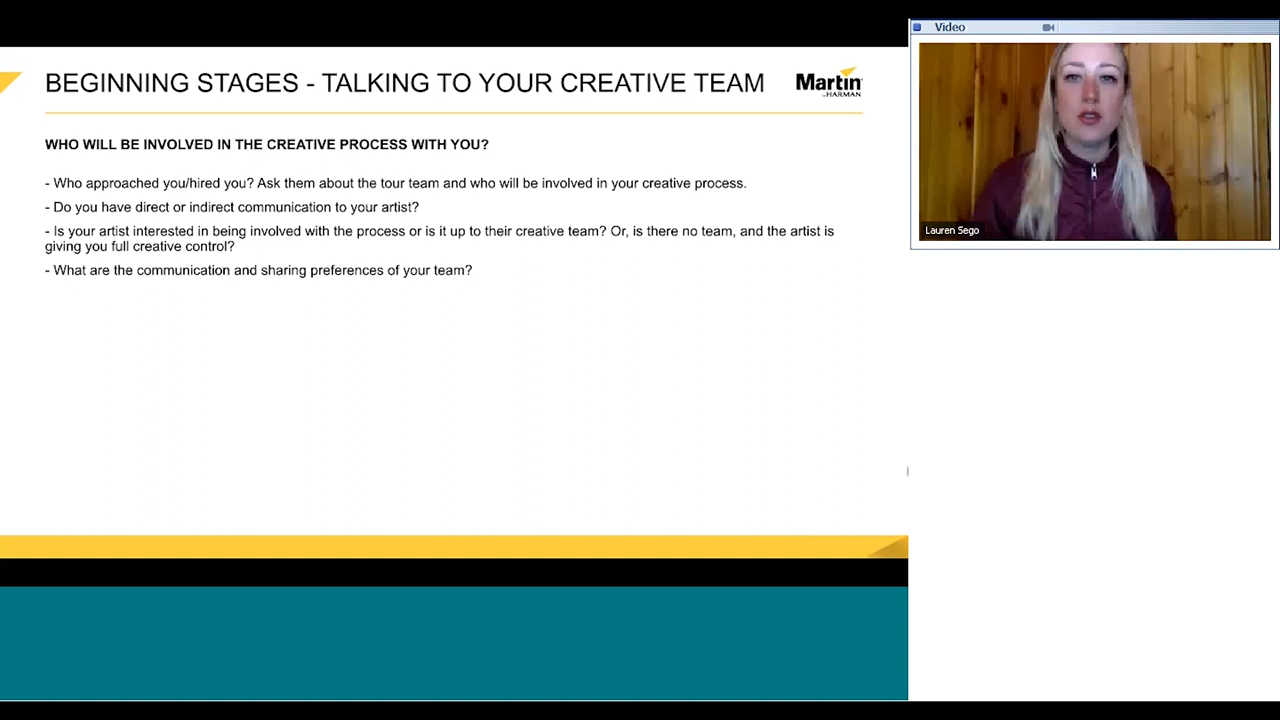 BEGINNING STAGES - TALKING TO YOUR CREATIVE TEAM
Martin
by HARMAN
WHO WILL BE INVOLVED IN THE CREATIVE PROCESS WITH YOU?
- Who approached you/hired you? Ask them about the tour team and who will be involved in your creative process.
- Do you have direct or indirect communication to your artist?
- Is your artist interested in being involved with the process or is it up to their creative team? Or, is there no team, and the artist is
giving you full creative control?
- What are the communication and sharing preferences of your team?
Video
Lauren Sego